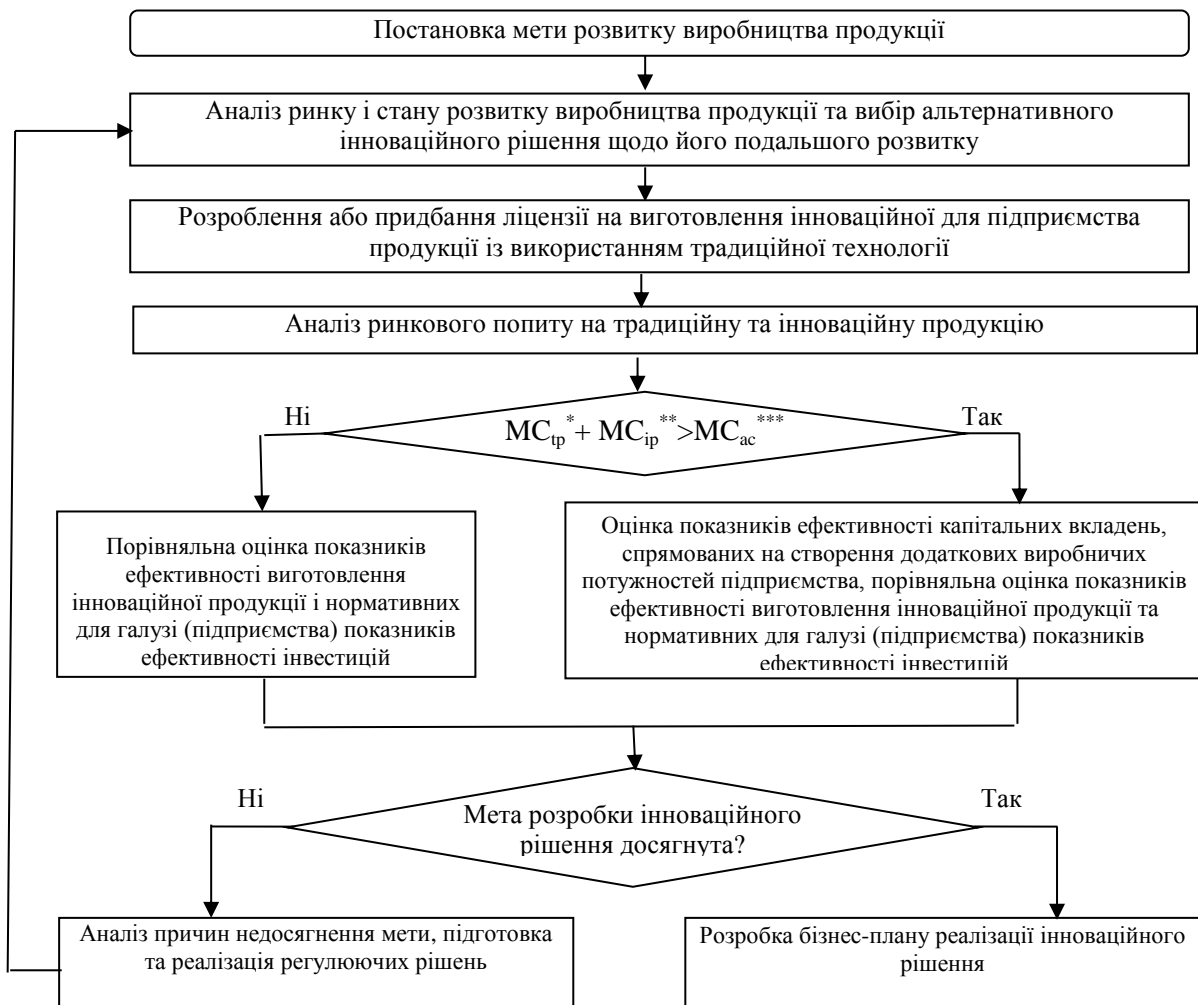 Постановка мети розвитку виробництва продукції
Аналіз ринку і стану розвитку виробництва продукції та вибір альтернативного
інноваційного рішення щодо його подальшого розвитку
Розроблення або придбання ліцензії на виготовлення інноваційної для підприємства
продукції із використанням традиційної технології
Аналіз ринкового попиту на традиційну та інноваційну продукцію
Ні
Так
MC_tp^* + MC_ip^** >MC_ac^***
Порівняльна оцінка показників
ефективності виготовлення
інноваційної продукції і нормативних
для галузі (підприємства) показників
ефективності інвестицій
Оцінка показників ефективності капітальних вкладень,
спрямованих на створення додаткових виробничих
потужностей підприємства, порівняльна оцінка показників
ефективності виготовлення інноваційної продукції та
нормативних для галузі (підприємства) показників
ефективності інвестицій
Ні
Так
Мета розробки інноваційного
рішення досягнута?
Аналіз причин недосягнення мети, підготовка
та реалізація регулюючих рішень
Розробка бізнес-плану реалізації інноваційного
рішення